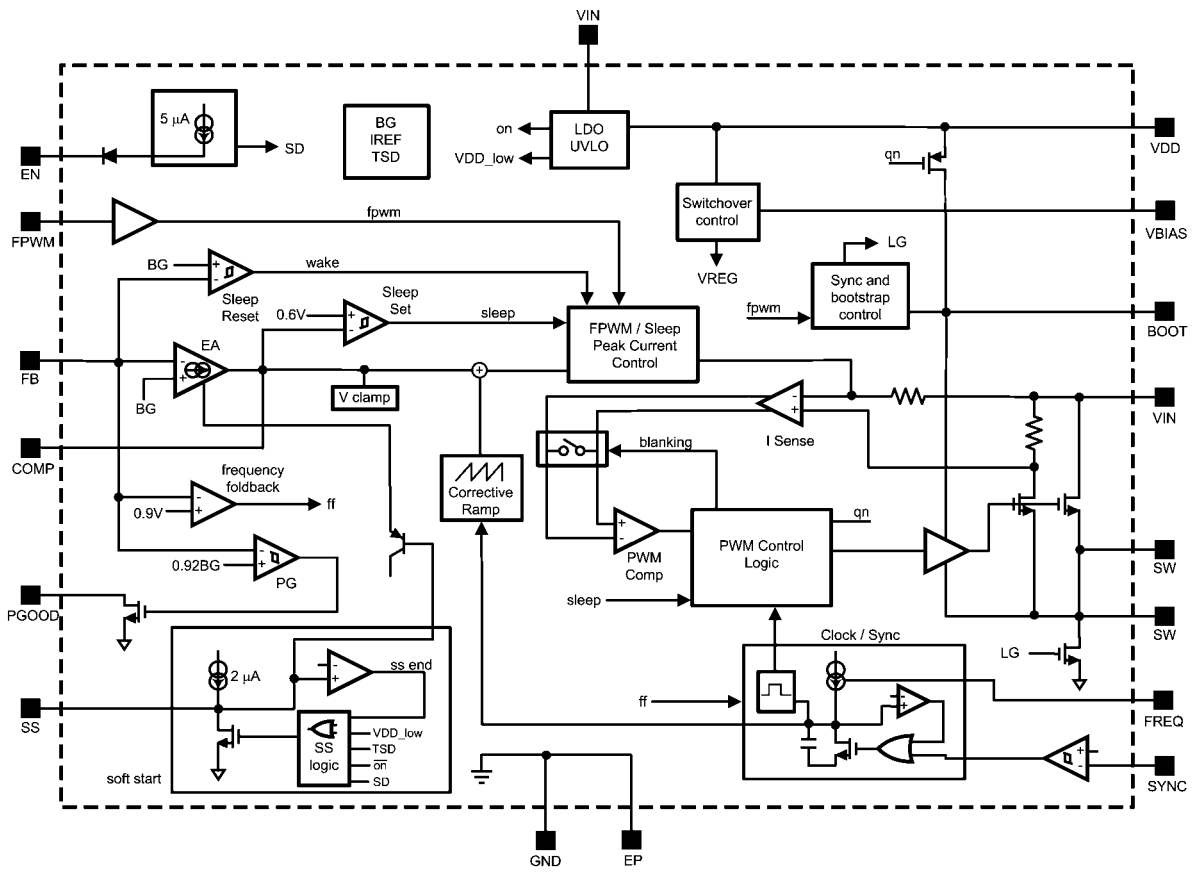 VIN
5 µA
SD
EN
BG
IREF
TSD
on
VDD_low
LDO
UVLO
qn
VDD
FPWM
fpwm
Switchover
control
VBIAS
VREG
LG
BG
+
-
wake
Sleep
Reset
Sleep
Set
0.6V
+
-
sleep
FPWM / Sleep
Peak Current
Control
fpwm
Sync and
bootstrap
control
BOOT
FB
-
+
EA
BG
V clamp
+
-
+
I Sense
VIN
COMP
blanking
Corrective
Ramp
frequency
foldback
0.9V
-
+
ff
0.92BG
-
+
PG
+
-
PWM
Comp
PWM Control
Logic
qn
sleep
SW
PGOOD
SW
LG
Clock / Sync
2 µA
-
+
ss end
SS
SS
logic
VDD_low
TSD
on
SD
soft start
ff
-
+
FREQ
+
-
SYNC
GND
EP